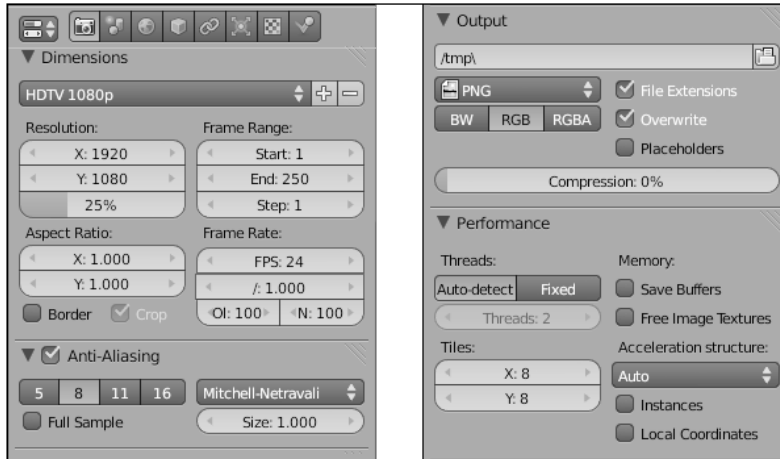 Dimensions
HDTV 1080p
Resolution:
X: 1920
Y: 1080
25%
Frame Range:
Start: 1
End: 250
Step: 1
Aspect Ratio:
X: 1.000
Y: 1.000
Border
Crop
Frame Rate:
FPS: 24
/: 1.000
Ol: 100
N: 100
Anti-Aliasing
5 8 11 16
Mitchell-Netravali
Full Sample
Size: 1.000
Output
/tmp\
PNG
File Extensions
BW RGB RGBA
Overwrite
Placeholders
Compression: 0%
Performance
Threads:
Auto-detect Fixed
Threads: 2
Memory:
Save Buffers
Free Image Textures
Tiles:
X: 8
Y: 8
Acceleration structure:
Auto
Instances
Local Coordinates